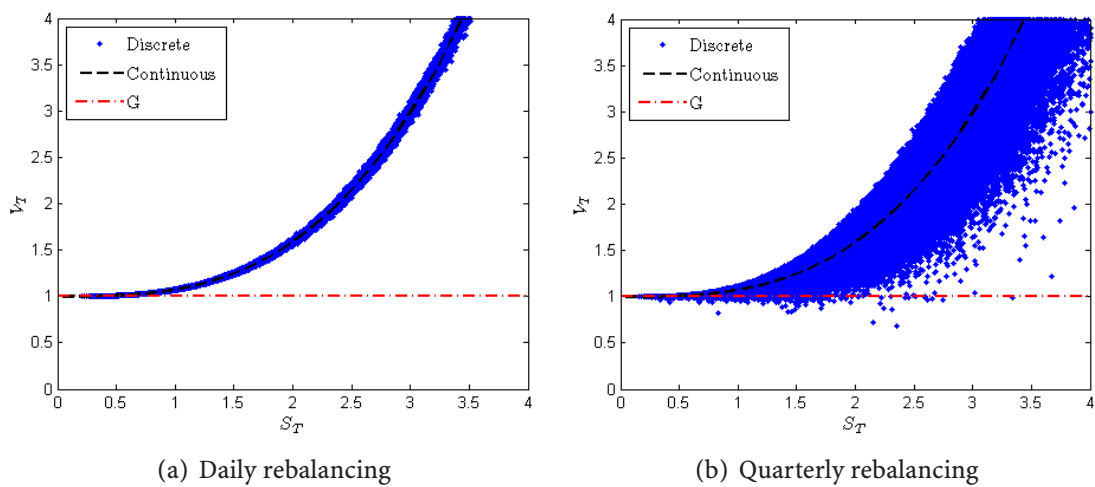 4
3.5
3
2.5
2
1.5
1
0.5
0
V_T
Discrete
Continuous
G
0 0.5 1 1.5 2 2.5 3 3.5 4
S_T
(a) Daily rebalancing
4
3.5
3
2.5
2
1.5
1
0.5
0
V_T
Discrete
Continuous
G
0 0.5 1 1.5 2 2.5 3 3.5 4
S_T
(b) Quarterly rebalancing